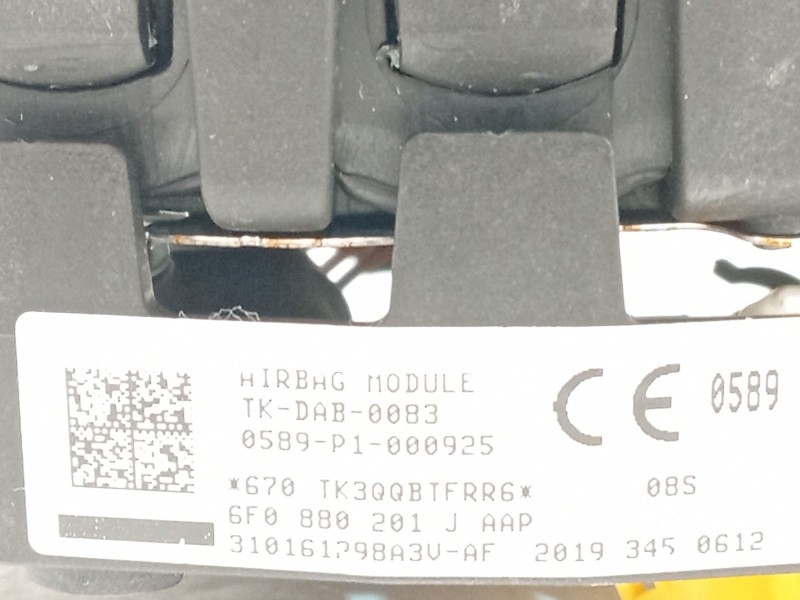 AIRBAG MODULE
TK-DAB-0083
CE 0589
0589-P1-000925
*670 TK3QQBTFRR6* 08S
6F0 880 201 J AAP
310161298A3V-AF 2019 345 0612